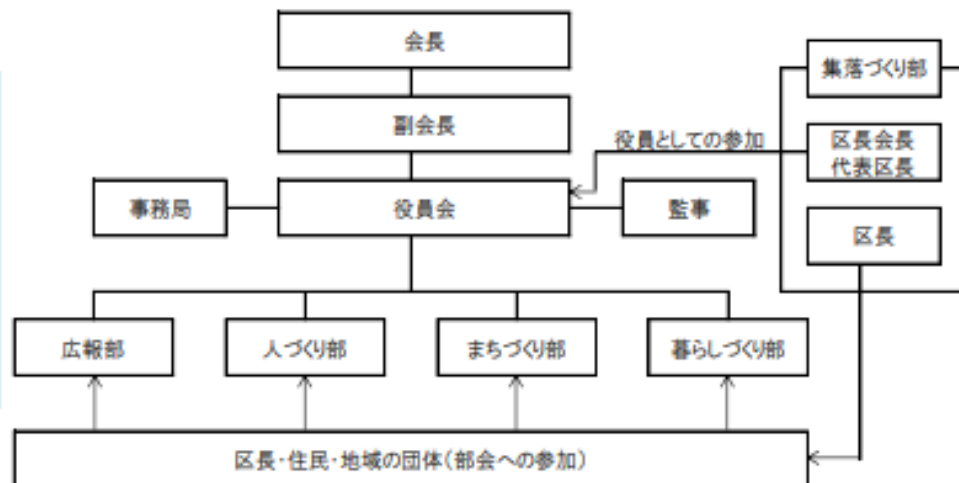 会長
集落づくり部
副会長
役員としての参加
区長会長
代表区長
事務局
役員会
監事
区長
広報部
人づくり部
まちづくり部
暮らしづくり部
区長・住民・地域の団体(部会への参加)